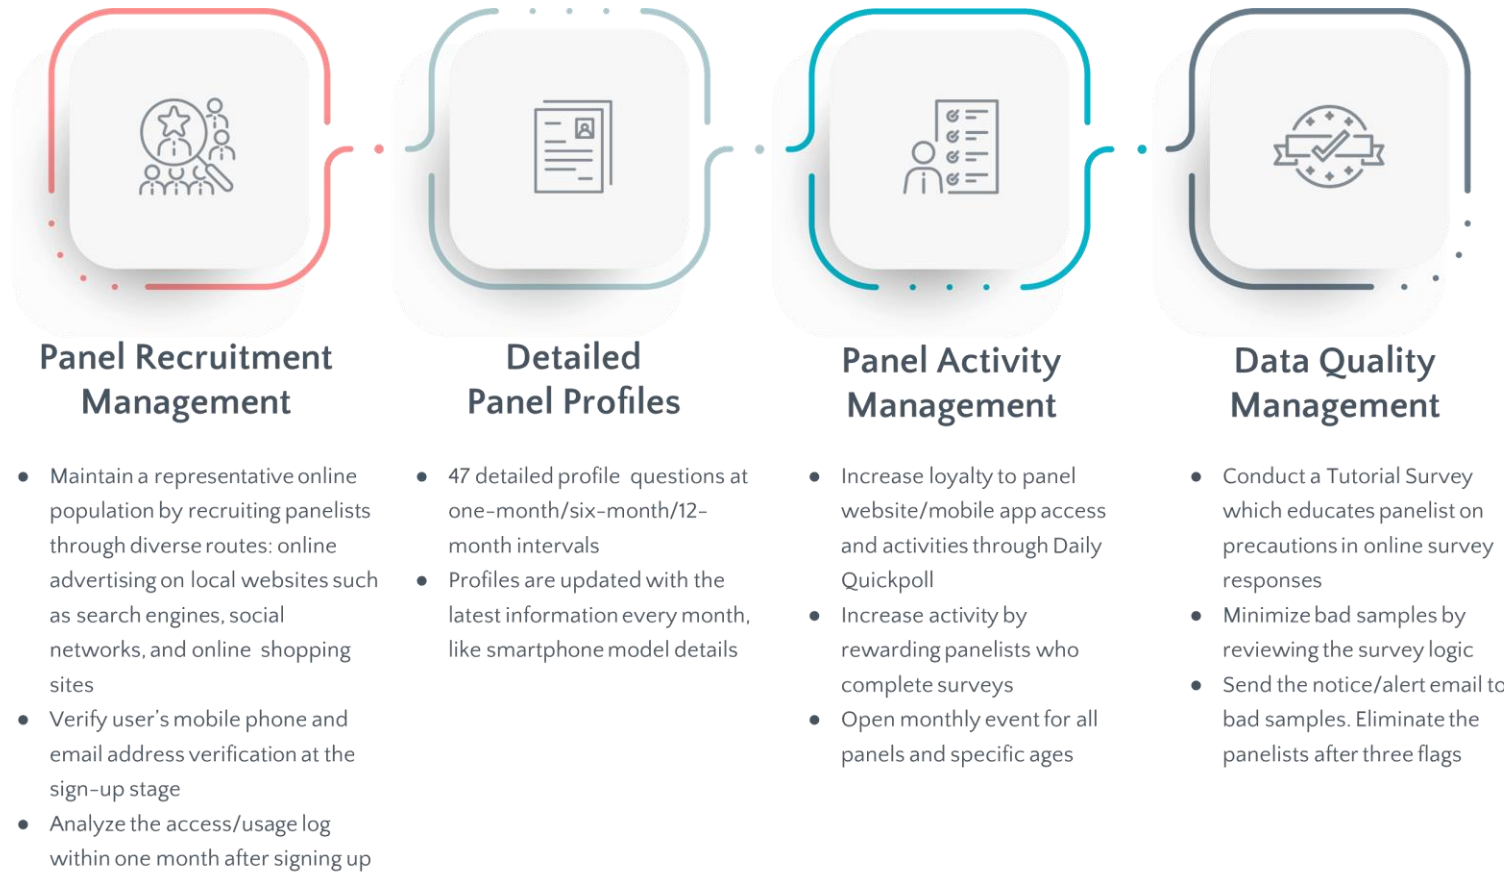 Panel Recruitment
Management
● Maintain a representative online
population by recruiting panelists
through diverse routes: online
advertising on local websites such
as search engines, social
networks, and online shopping
sites
● Verify user's mobile phone and
email address verification at the
sign-up stage
● Analyze the access/usage log
within one month after signing up
Detailed
Panel Profiles
● 47 detailed profile questions at
one-month/six-month/12-
month intervals
● Profiles are updated with the
latest information every month,
like smartphone model details
Panel Activity
Management
● Increase loyalty to panel
website/mobile app access
and activities through Daily
Quickpoll
● Increase activity by
rewarding panelists who
complete surveys
● Open monthly event for all
panels and specific ages
Data Quality
Management
● Conduct a Tutorial Survey
which educates panelist on
precautions in online survey
responses
● Minimize bad samples by
reviewing the survey logic
● Send the notice/alert email to
bad samples. Eliminate the
panelists after three flags